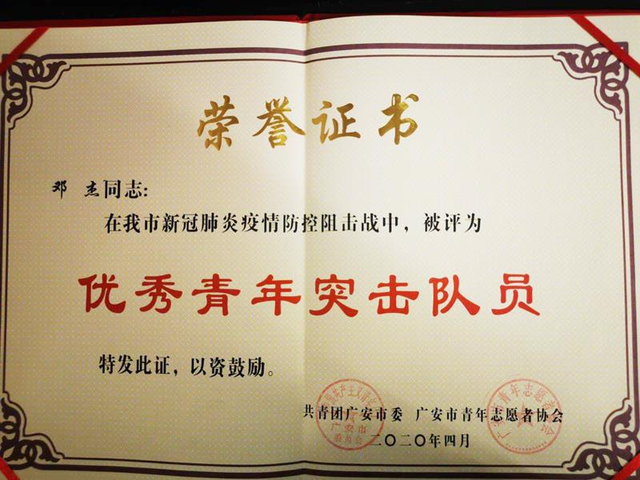 荣誉证书
邓 杰同志：
在我市新冠肺炎疫情防控阻击战中，被评为
优秀青年突击队员
特发此证，以资鼓励。
共青团广安市委 广安市青年志愿者协会
二〇二〇年四月
广安市